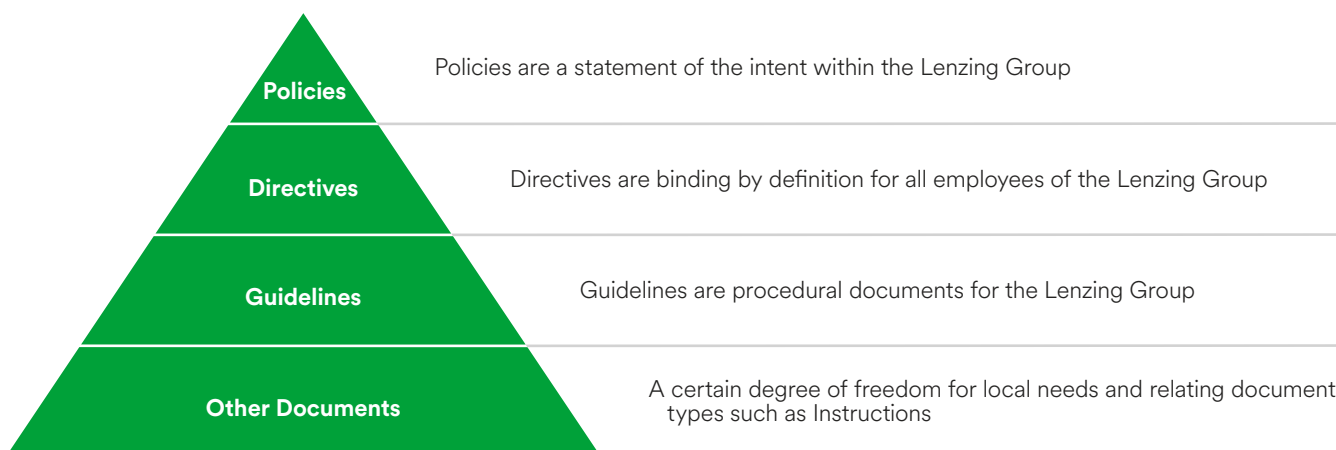 Policies
Policies are a statement of the intent within the Lenzing Group
Directives
Directives are binding by definition for all employees of the Lenzing Group
Guidelines
Guidelines are procedural documents for the Lenzing Group
Other Documents
A certain degree of freedom for local needs and relating document
types such as Instructions